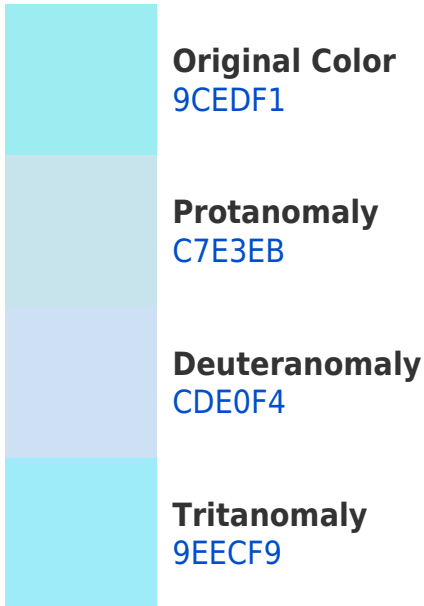 Original Color
9CEDF1
Protanomaly
C7E3EB
Deuteranomaly
CDE0F4
Tritanomaly
9EECF9